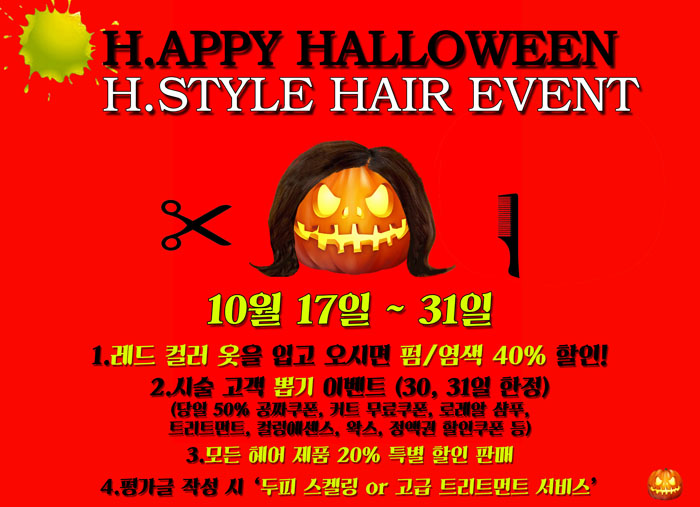 H.APPY HALLOWEEN
H.STYLE HAIR EVENT
10월 17일 ~ 31일
1.레드 컬러 옷을 입고 오시면 펌/염색 40% 할인!
2.시술 고객 뽑기 이벤트 (30, 31일 한정)
(당일 50% 공짜쿠폰, 커트 무료쿠폰, 로레알 샴푸,
트리트먼트, 컬링에센스, 왁스, 정액권 할인쿠폰 등)
3.모든 헤어 제품 20% 특별 할인 판매
4.평가글 작성 시 ‘두피 스켈링 or 고급 트리트먼트 서비스’